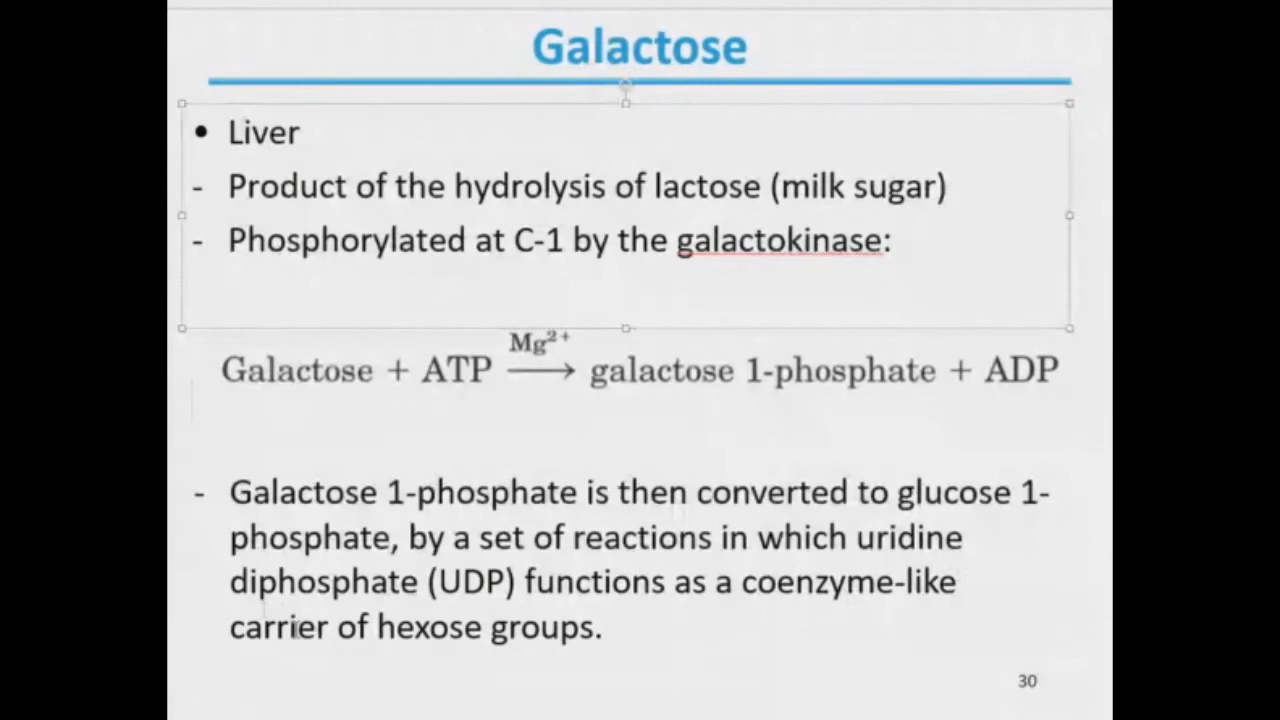 Galactose
• Liver
- Product of the hydrolysis of lactose (milk sugar)
- Phosphorylated at C-1 by the galactokinase:
Mg²⁺
Galactose + ATP ⟶ galactose 1-phosphate + ADP
- Galactose 1-phosphate is then converted to glucose 1-
phosphate, by a set of reactions in which uridine
diphosphate (UDP) functions as a coenzyme-like
carrier of hexose groups.
30